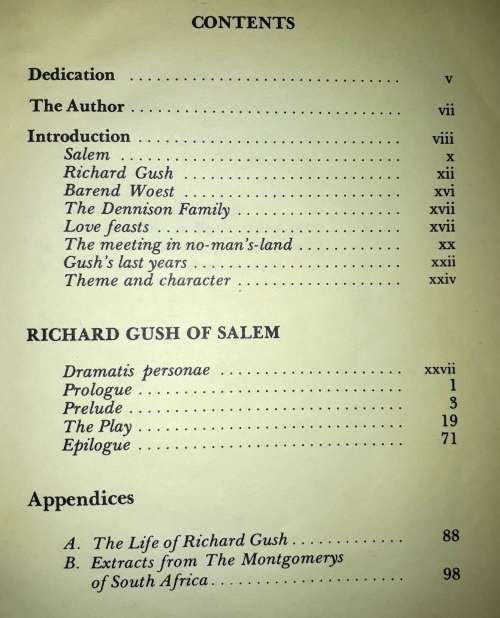 CONTENTS
Dedication .............................. v
The Author .............................. vii
Introduction .............................. viii
Salem .............................. x
Richard Gush .............................. xii
Barend Woest .............................. xvi
The Dennison Family .................... xvii
Love feasts .............................. xvii
The meeting in no-man's-land ............ xx
Gush's last years ........................ xxii
Theme and character .................... xxiv
RICHARD GUSH OF SALEM
Dramatis personae .................... xxvii
Prologue .............................. 1
Prelude .............................. 3
The Play .............................. 19
Epilogue .............................. 71
Appendices
A. The Life of Richard Gush .............. 88
B. Extracts from The Montgomerys
of South Africa ........................ 98